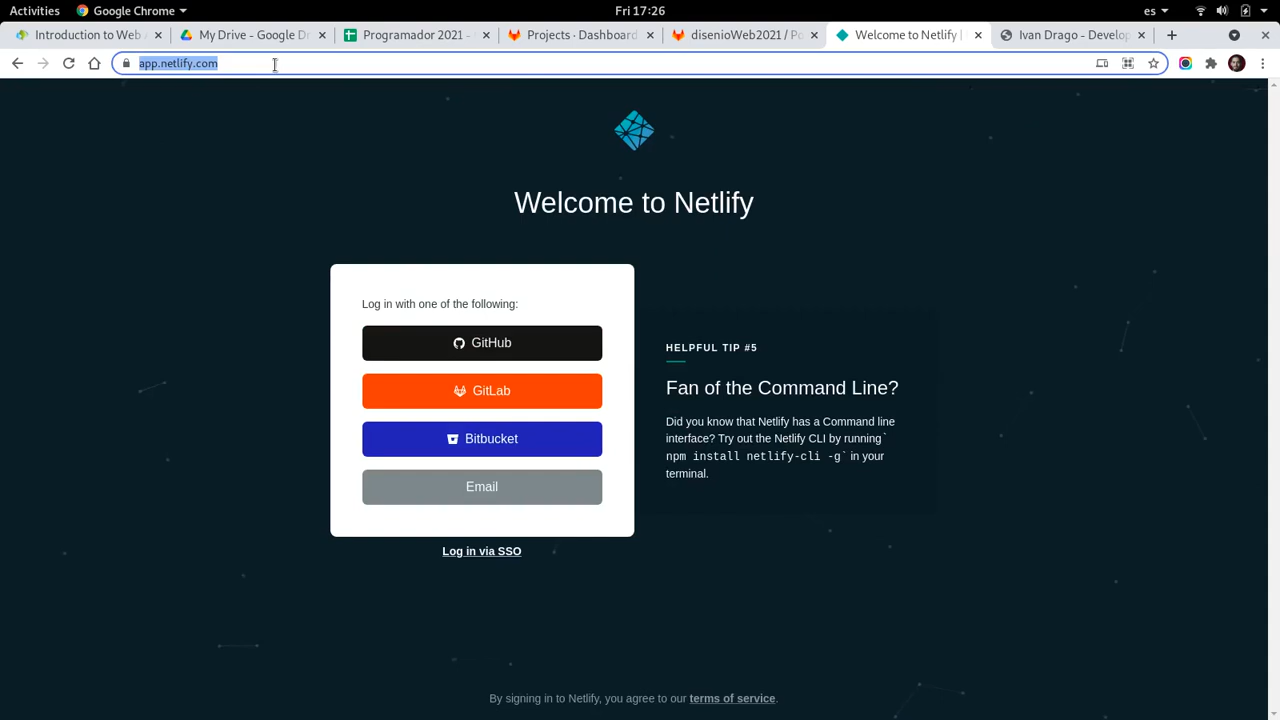 Activities Google Chrome Fri 17:26 es
Introduction to Web A My Drive - Google Dr Programador 2021 - Projects · Dashboard disenioWeb2021 / Po Welcome to Netlify | Ivan Drago - Develop
app.netlify.com
Welcome to Netlify
Log in with one of the following:
GitHub
GitLab
Bitbucket
Email
Log in via SSO
HELPFUL TIP #5
Fan of the Command Line?
Did you know that Netlify has a Command line
interface? Try out the Netlify CLI by running`
npm install netlify-cli -g` in your
terminal.
By signing in to Netlify, you agree to our terms of service.